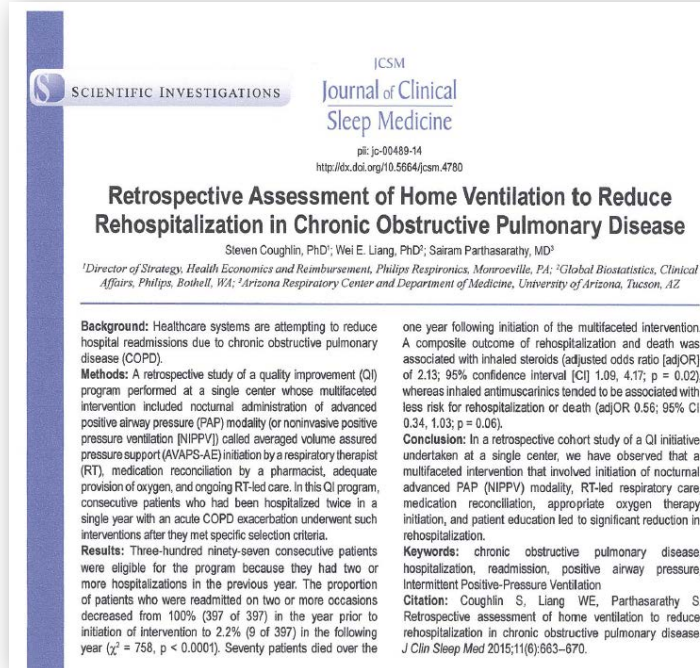 JCSM
SCIENTIFIC INVESTIGATIONS
Journal of Clinical
Sleep Medicine
pii: jc-00489-14
http://dx.doi.org/10.5664/jcsm.4780
Retrospective Assessment of Home Ventilation to Reduce
Rehospitalization in Chronic Obstructive Pulmonary Disease
Steven Coughlin, PhD¹; Wei E. Liang, PhD²; Sairam Parthasarathy, MD³
¹Director of Strategy, Health Economics and Reimbursement, Philips Respironics, Monroeville, PA; ²Global Biostatistics, Clinical
Affairs, Philips, Bothell, WA; ³Arizona Respiratory Center and Department of Medicine, University of Arizona, Tucson, AZ
Background: Healthcare systems are attempting to reduce
hospital readmissions due to chronic obstructive pulmonary
disease (COPD).
Methods: A retrospective study of a quality improvement (QI)
program performed at a single center whose multifaceted
intervention included nocturnal administration of advanced
positive airway pressure (PAP) modality (or noninvasive positive
pressure ventilation [NIPPV]) called averaged volume assured
pressure support (AVAPS-AE) initiation by a respiratory therapist
(RT), medication reconciliation by a pharmacist, adequate
provision of oxygen, and ongoing RT-led care. In this QI program,
consecutive patients who had been hospitalized twice in a
single year with an acute COPD exacerbation underwent such
interventions after they met specific selection criteria.
Results: Three-hundred ninety-seven consecutive patients
were eligible for the program because they had two or
more hospitalizations in the previous year. The proportion
of patients who were readmitted on two or more occasions
decreased from 100% (397 of 397) in the year prior to
initiation of intervention to 2.2% (9 of 397) in the following
year (χ² = 758, p < 0.0001). Seventy patients died over the
one year following initiation of the multifaceted intervention
A composite outcome of rehospitalization and death was
associated with inhaled steroids (adjusted odds ratio [adjOR]
of 2.13; 95% confidence interval [CI] 1.09, 4.17; p = 0.02)
whereas inhaled antimuscarinics tended to be associated with
less risk for rehospitalization or death (adjOR 0.56; 95% CI
0.34, 1.03; p = 0.06).
Conclusion: In a retrospective cohort study of a QI initiative
undertaken at a single center, we have observed that a
multifaceted intervention that involved initiation of nocturnal
advanced PAP (NIPPV) modality, RT-led respiratory care
medication reconciliation, appropriate oxygen therapy
initiation, and patient education led to significant reduction in
rehospitalization.
Keywords: chronic obstructive pulmonary disease
hospitalization, readmission, positive airway pressure
Intermittent Positive-Pressure Ventilation
Citation: Coughlin S, Liang WE, Parthasarathy S
Retrospective assessment of home ventilation to reduce
rehospitalization in chronic obstructive pulmonary disease
J Clin Sleep Med 2015;11(6):663–670.